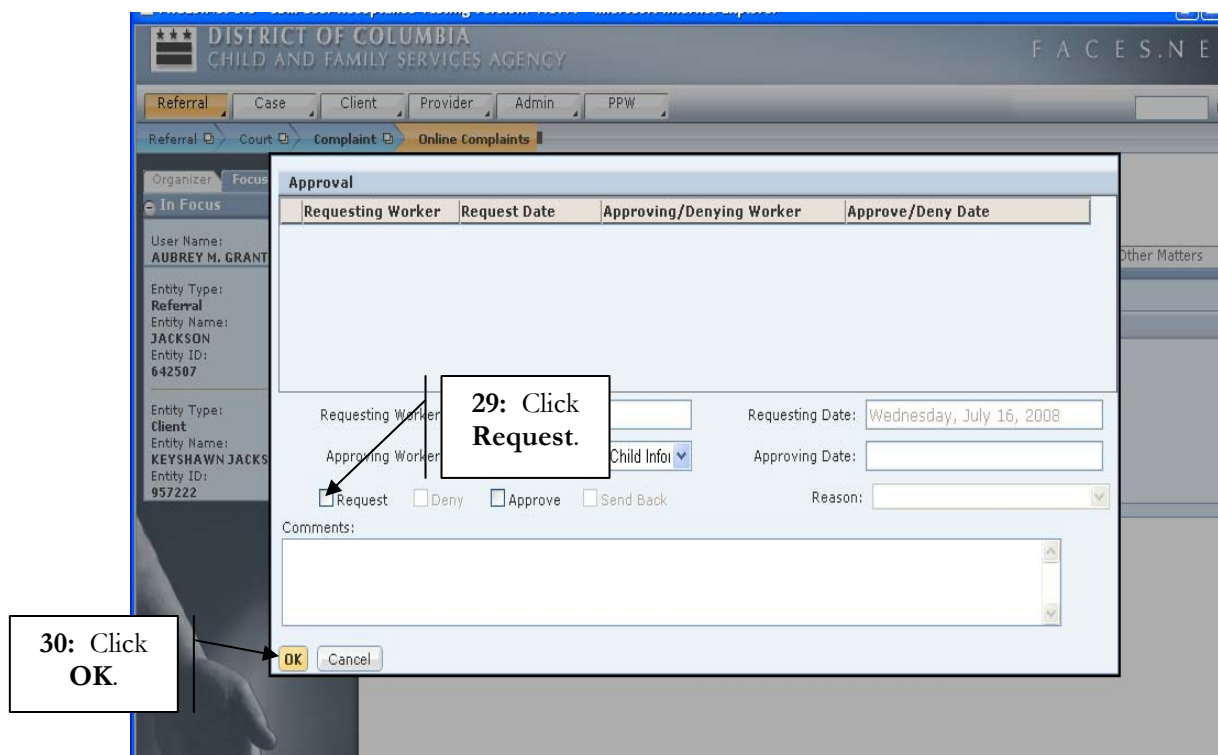 DISTRICT OF COLUMBIA
CHILD AND FAMILY SERVICES AGENCY
FACES.NE
Referral Case Client Provider Admin PPW
Referral Court Complaint Online Complaints
Organizer Focus
In Focus
User Name:
AUBREY M. GRANT
Entity Type:
Referral
Entity Name:
JACKSON
Entity ID:
642507
Entity Type:
Client
Entity Name:
KEYSHAWN JACKS
Entity ID:
957222
Other Matters
Approval
Requesting Worker Request Date Approving/Denying Worker Approve/Deny Date
Requesting Worker Requesting Date: Wednesday, July 16, 2008
Approving Worker Child Infor Approving Date:
Request Deny Approve Send Back Reason:
Comments:
OK Cancel
29: Click
Request.
30: Click
OK.